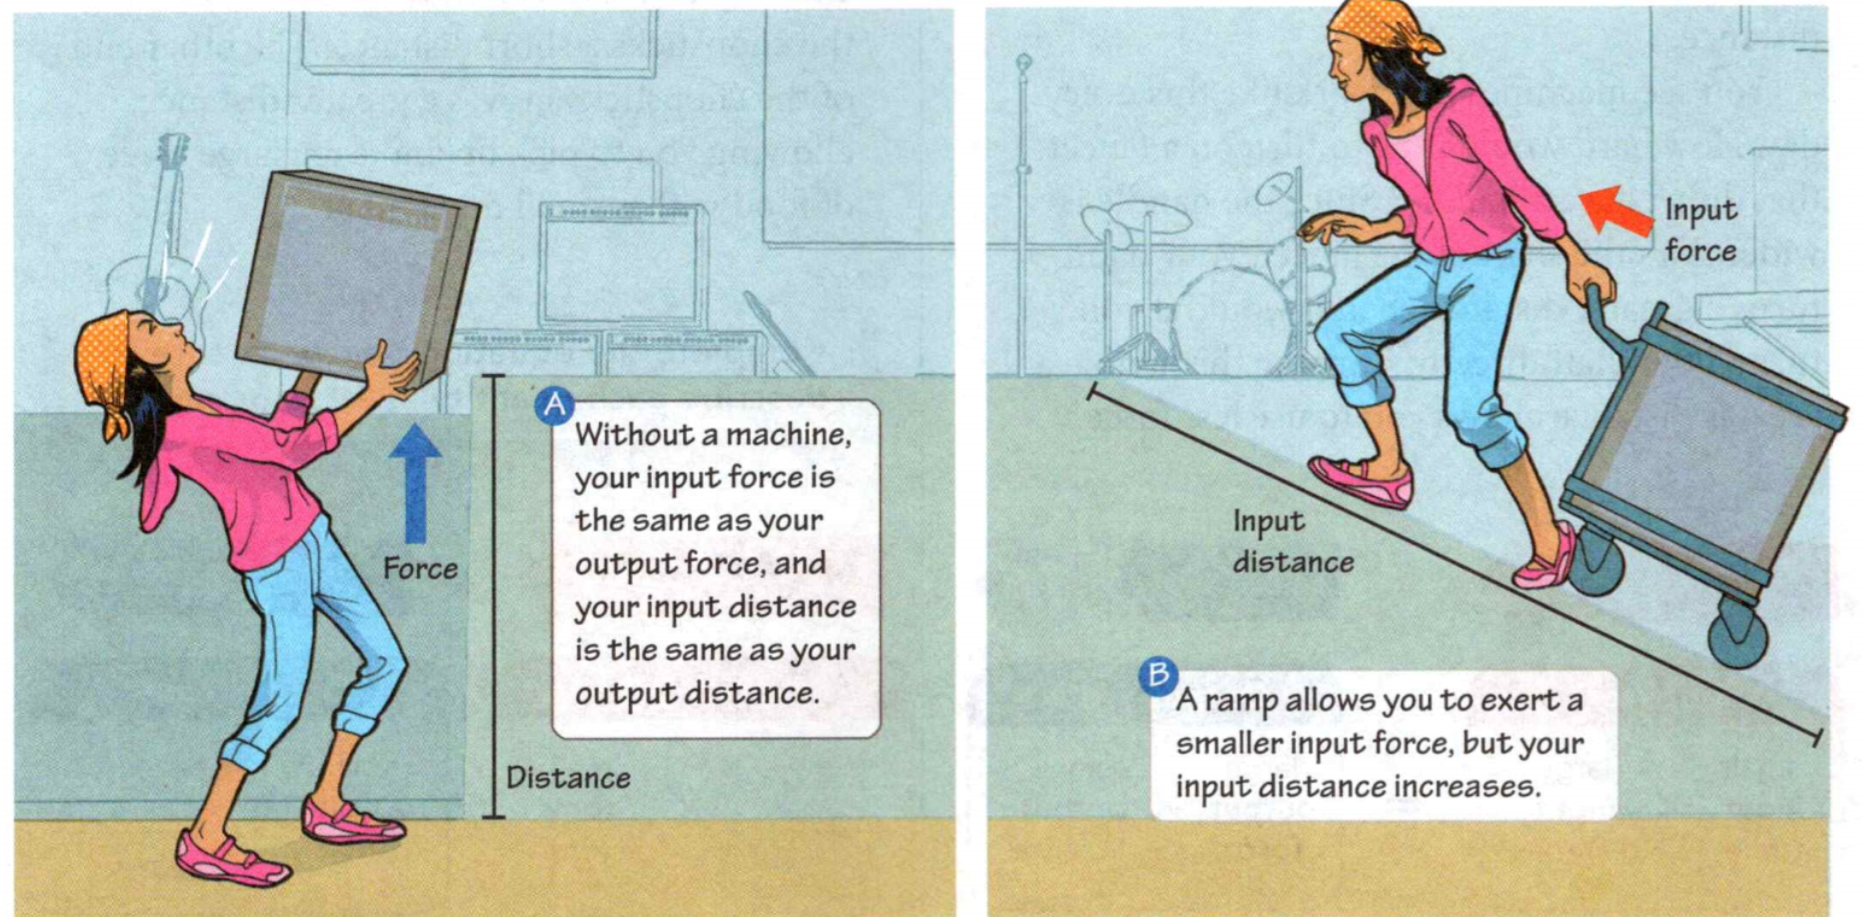 Force
Distance
A
Without a machine,
your input force is
the same as your
output force, and
your input distance
is the same as your
output distance.
Input
force
Input
distance
B
A ramp allows you to exert a
smaller input force, but your
input distance increases.